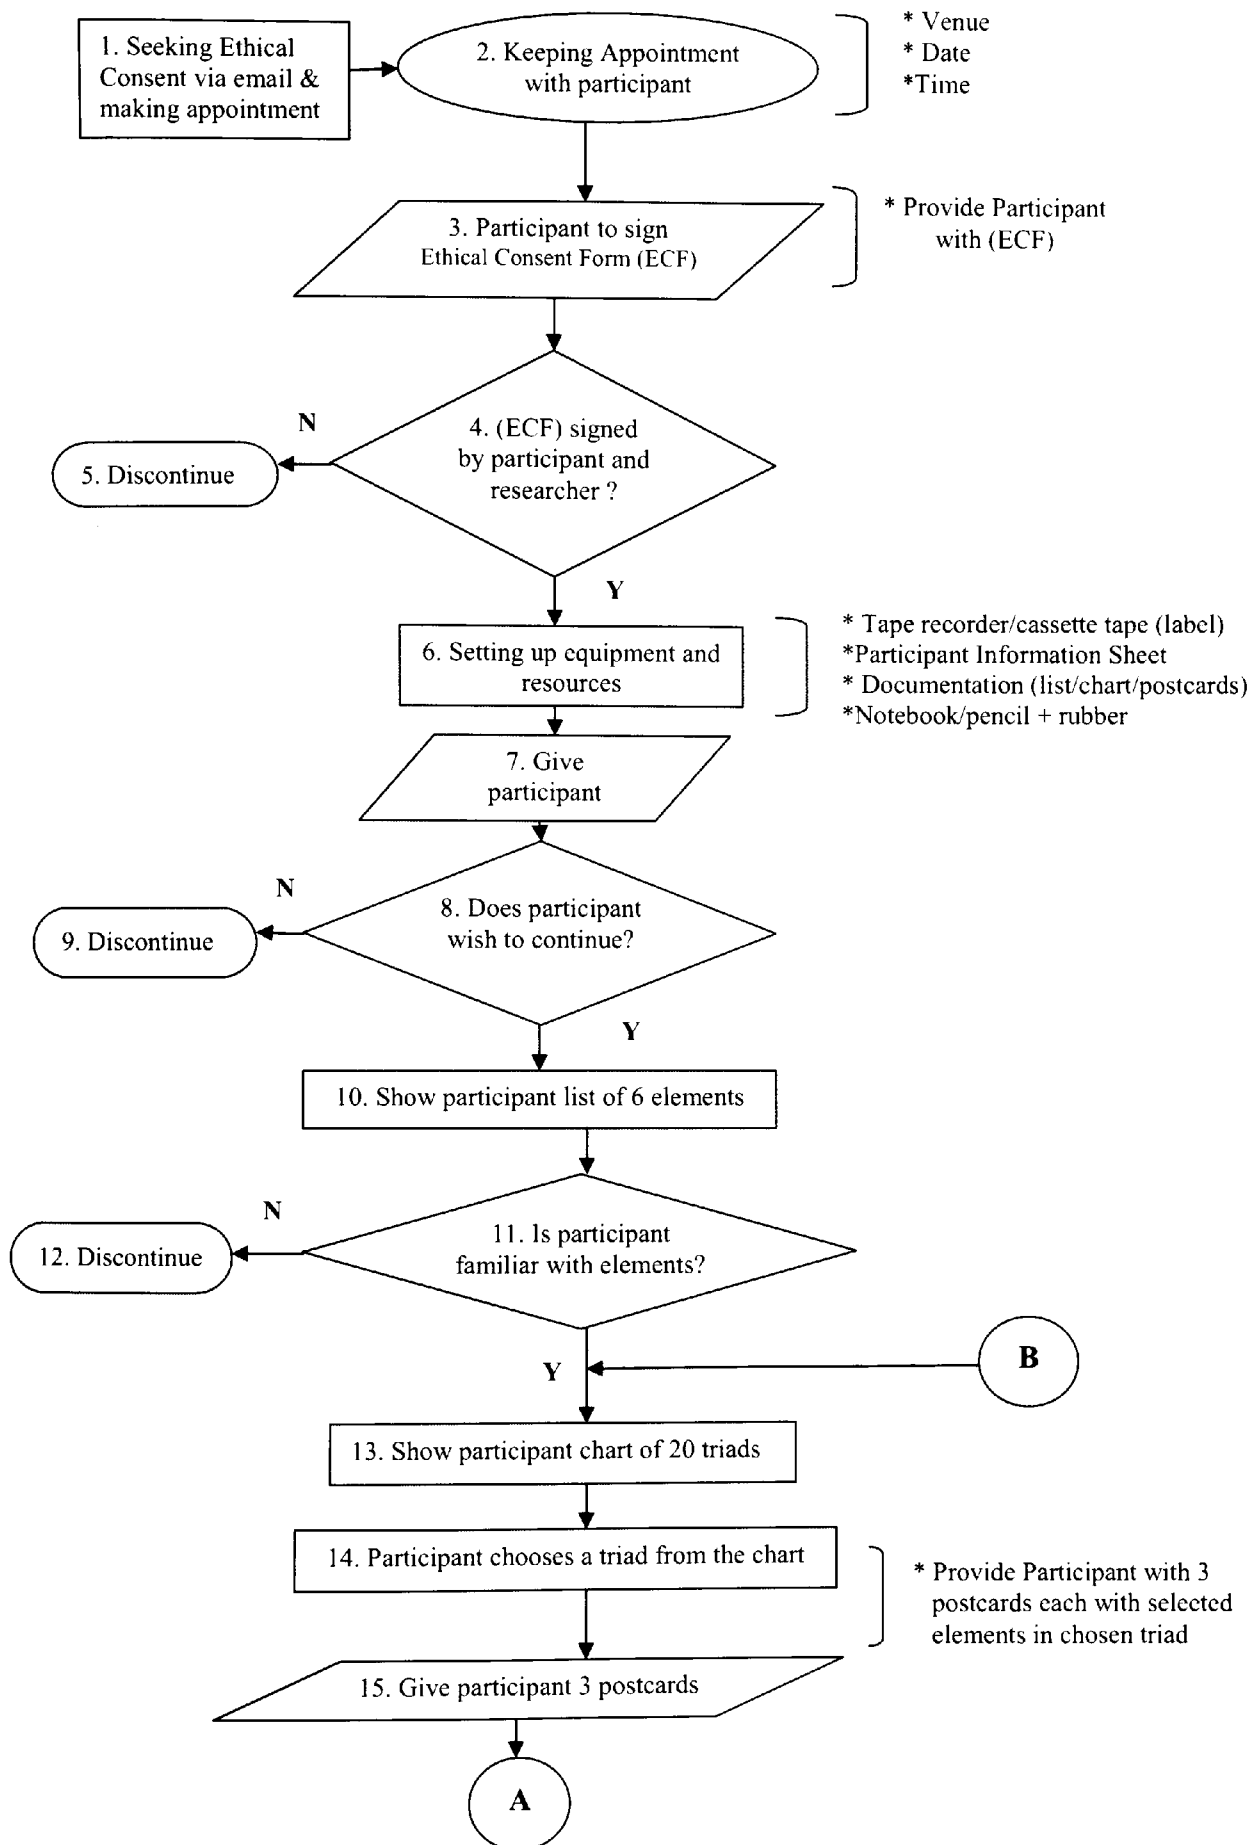 1. Seeking Ethical
Consent via email &
making appointment
2. Keeping Appointment
with participant
* Venue
* Date
*Time
3. Participant to sign
Ethical Consent Form (ECF)
* Provide Participant
with (ECF)
4. (ECF) signed
by participant and
researcher ?
N
5. Discontinue
Y
6. Setting up equipment and
resources
* Tape recorder/cassette tape (label)
*Participant Information Sheet
* Documentation (list/chart/postcards)
*Notebook/pencil + rubber
7. Give
participant
8. Does participant
wish to continue?
N
9. Discontinue
Y
10. Show participant list of 6 elements
11. Is participant
familiar with elements?
N
12. Discontinue
Y
B
13. Show participant chart of 20 triads
14. Participant chooses a triad from the chart
* Provide Participant with 3
postcards each with selected
elements in chosen triad
15. Give participant 3 postcards
A